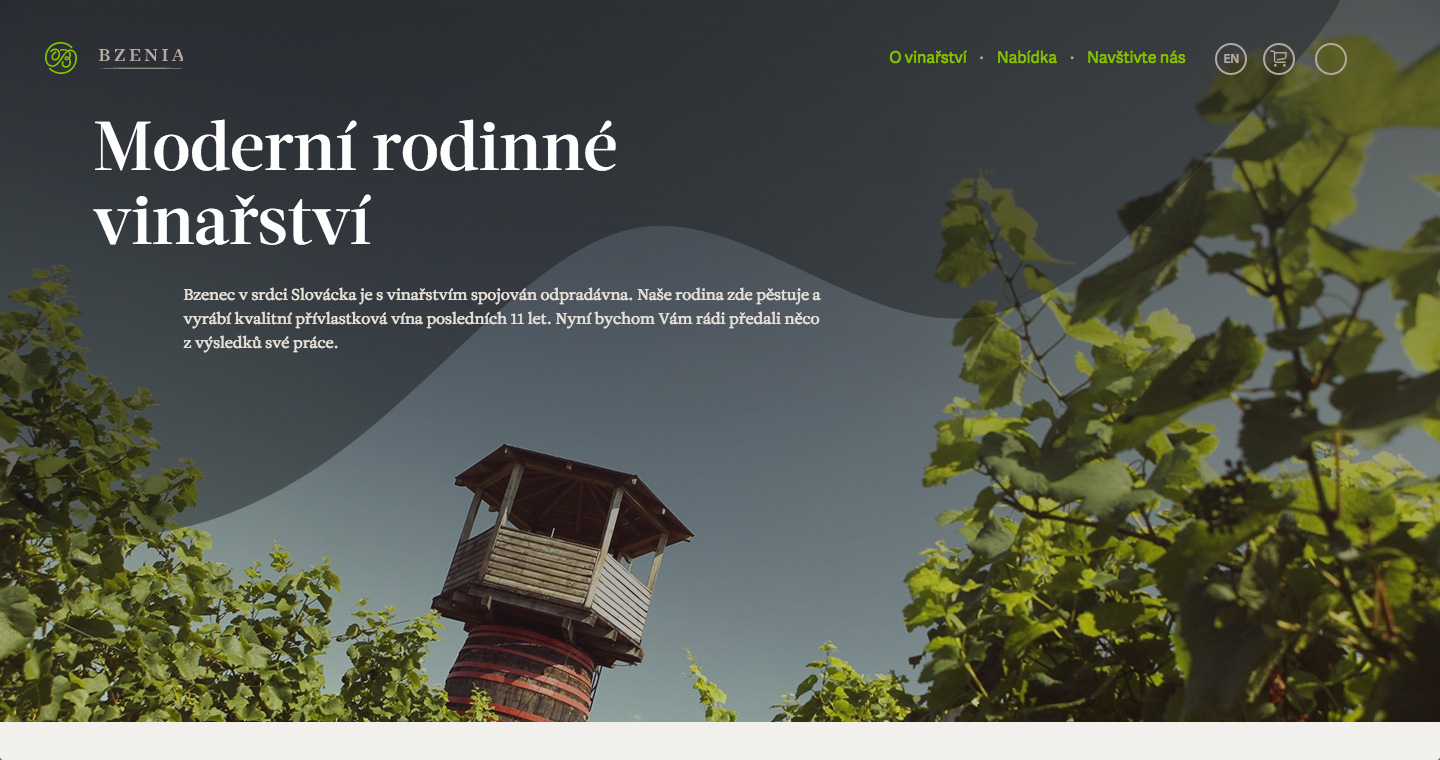 BZENIA
O vinařství · Nabídka · Navštivte nás EN
Moderní rodinné
vinařství
Bzenec v srdci Slovácka je s vinařstvím spojován odpradávna. Naše rodina zde pěstuje a
vyrábí kvalitní přívlastková vína posledních 11 let. Nyní bychom Vám rádi předali něco
z výsledků své práce.